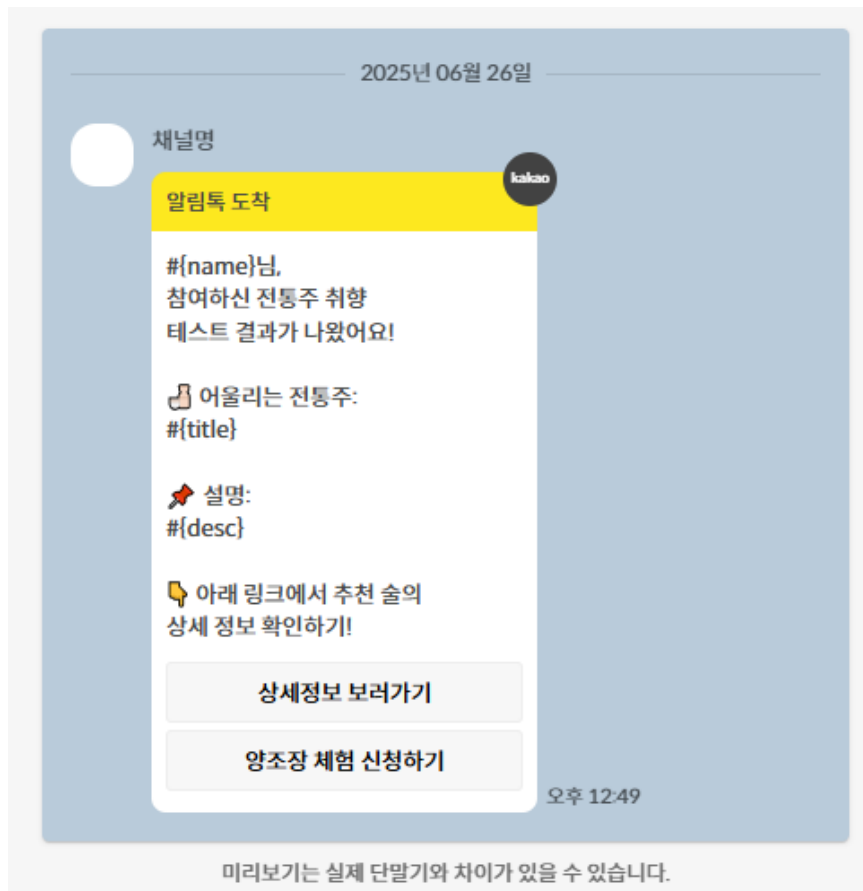 2025년 06월 26일
채널명
kakao
알림톡 도착
#{name}님,
참여하신 전통주 취향
테스트 결과가 나왔어요!
🍶 어울리는 전통주:
#{title}
📌 설명:
#{desc}
👇 아래 링크에서 추천 술의
상세 정보 확인하기!
상세정보 보러가기
양조장 체험 신청하기
오후 12:49
미리보기는 실제 단말기와 차이가 있을 수 있습니다.